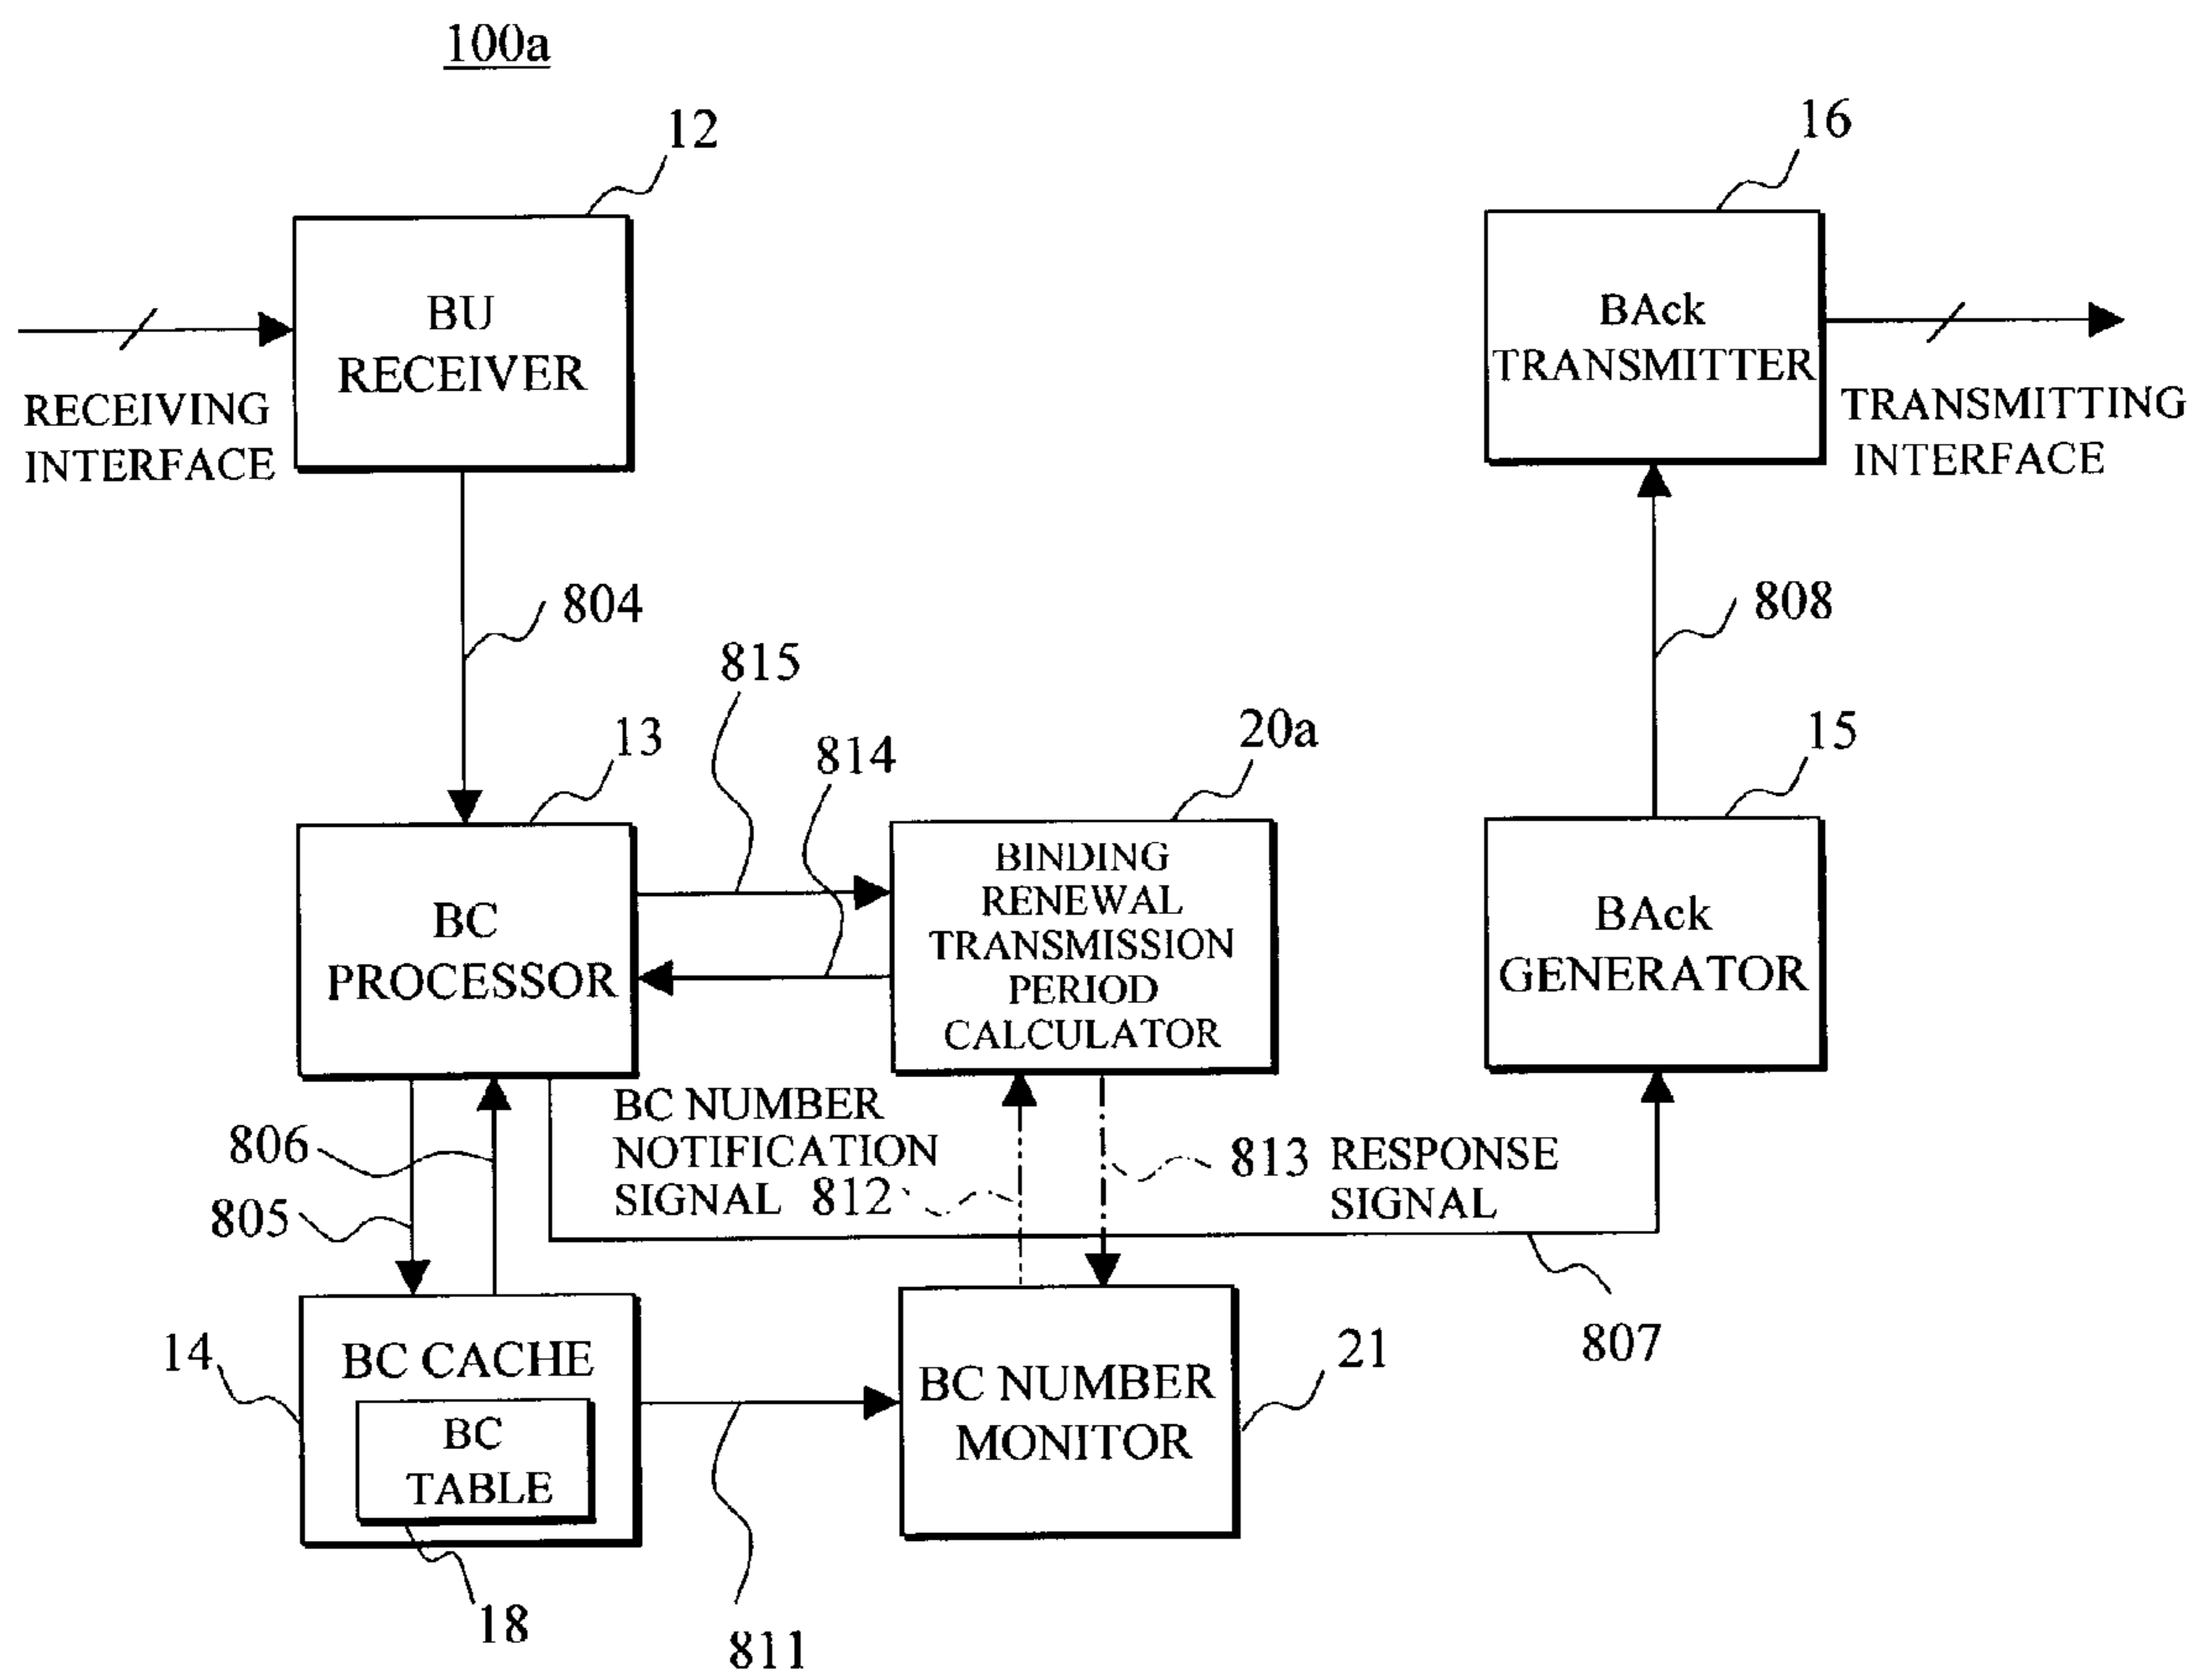 100a
12
16
BU
RECEIVER
BAck
TRANSMITTER
RECEIVING
INTERFACE
TRANSMITTING
INTERFACE
804
808
815
814
13
20a
15
BC
PROCESSOR
BINDING
RENEWAL
TRANSMISSION
PERIOD
CALCULATOR
BAck
GENERATOR
806
805
BC NUMBER
NOTIFICATION
SIGNAL 812
813 RESPONSE
SIGNAL
807
14
BC CACHE
BC
TABLE
BC NUMBER
MONITOR
21
18
811